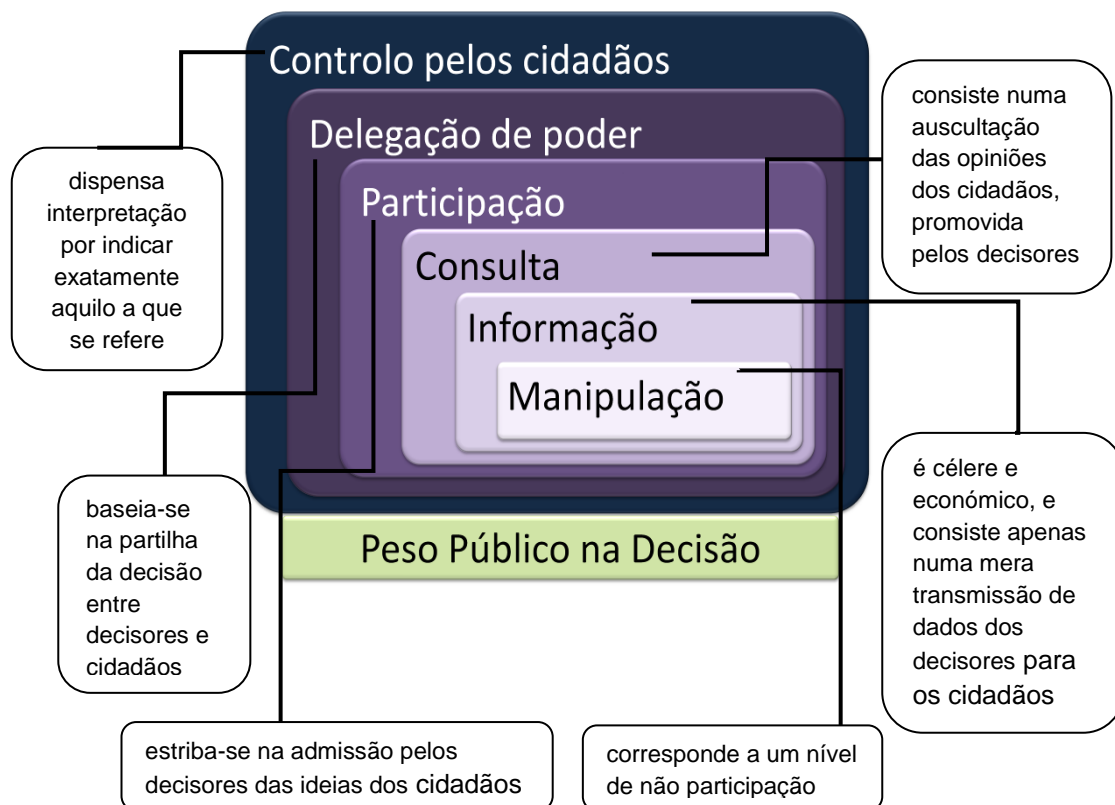 Controlo pelos cidadãos
Delegação de poder
Participação
Consulta
Informação
Manipulação
Peso Público na Decisão
dispensa
interpretação
por indicar
exatamente
aquilo a que
se refere
consiste numa
auscultação
das opiniões
dos cidadãos,
promovida
pelos decisores
baseia-se
na partilha
da decisão
entre
decisores e
cidadãos
é célere e
económico, e
consiste apenas
numa mera
transmissão de
dados dos
decisores para
os cidadãos
estriba-se na admissão pelos
decisores das ideias dos cidadãos
corresponde a um nível
de não participação